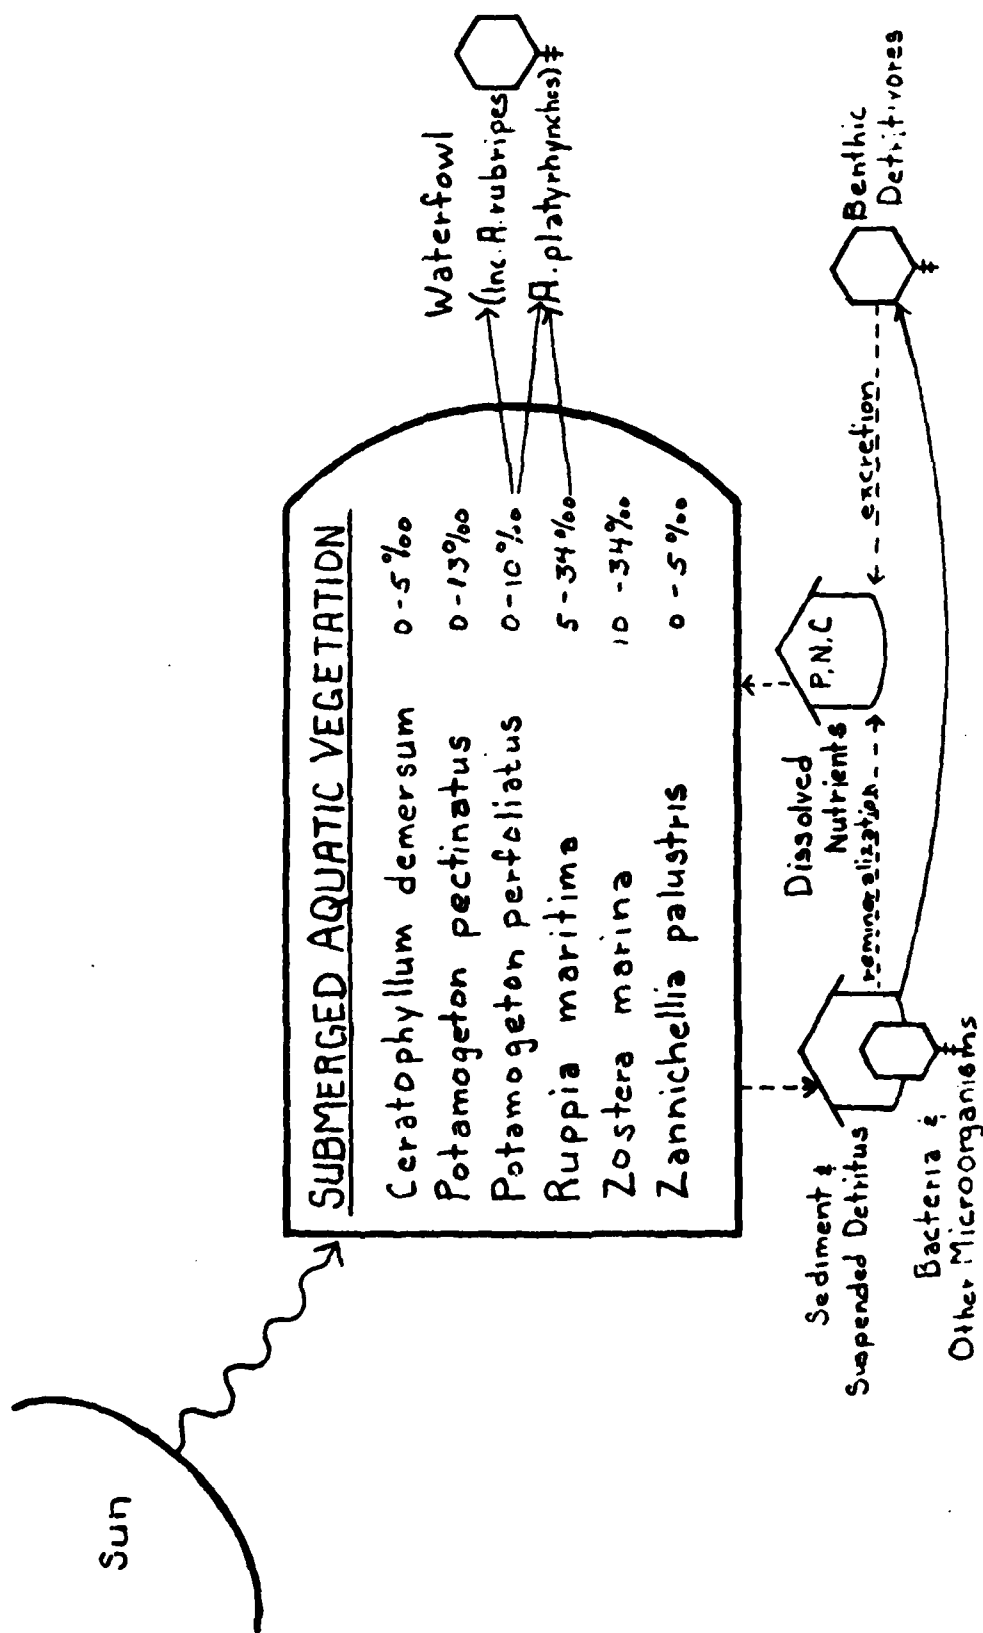 Sun
SUBMERGED AQUATIC VEGETATION
Ceratophyllum demersum 0-5‰
Potamogeton pectinatus 0-13‰
Potamogeton perfoliatus 0-10‰
Ruppia maritima 5-34‰
Zostera marina 10-34‰
Zannichellia palustris 0-5‰
Waterfowl
(Inc. A. rubripes
A. platyrhynchos)
Sediment &
Suspended Detritus
Bacteria &
Other Microorganisms
Dissolved
Nutrients
remineralization
P.N.C
excretion
Benthic
Detritivores